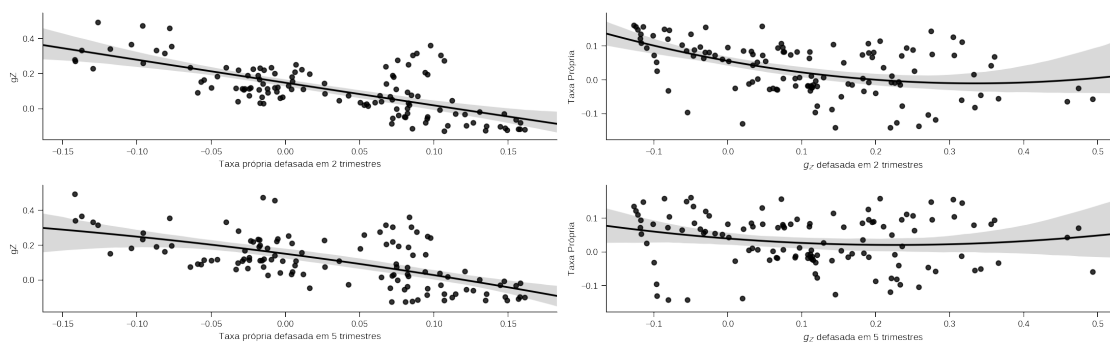 0.4
0.2
0.0
gZ
−0.15 −0.10 −0.05 0.00 0.05 0.10 0.15
Taxa própria defasada em 2 trimestres
0.1
0.0
−0.1
Taxa Própria
−0.1 0.0 0.1 0.2 0.3 0.4 0.5
gZ defasada em 2 trimestres
0.4
0.2
0.0
gZ
−0.15 −0.10 −0.05 0.00 0.05 0.10 0.15
Taxa própria defasada em 5 trimestres
0.1
0.0
−0.1
Taxa Própria
−0.1 0.0 0.1 0.2 0.3 0.4 0.5
gZ defasada em 5 trimestres